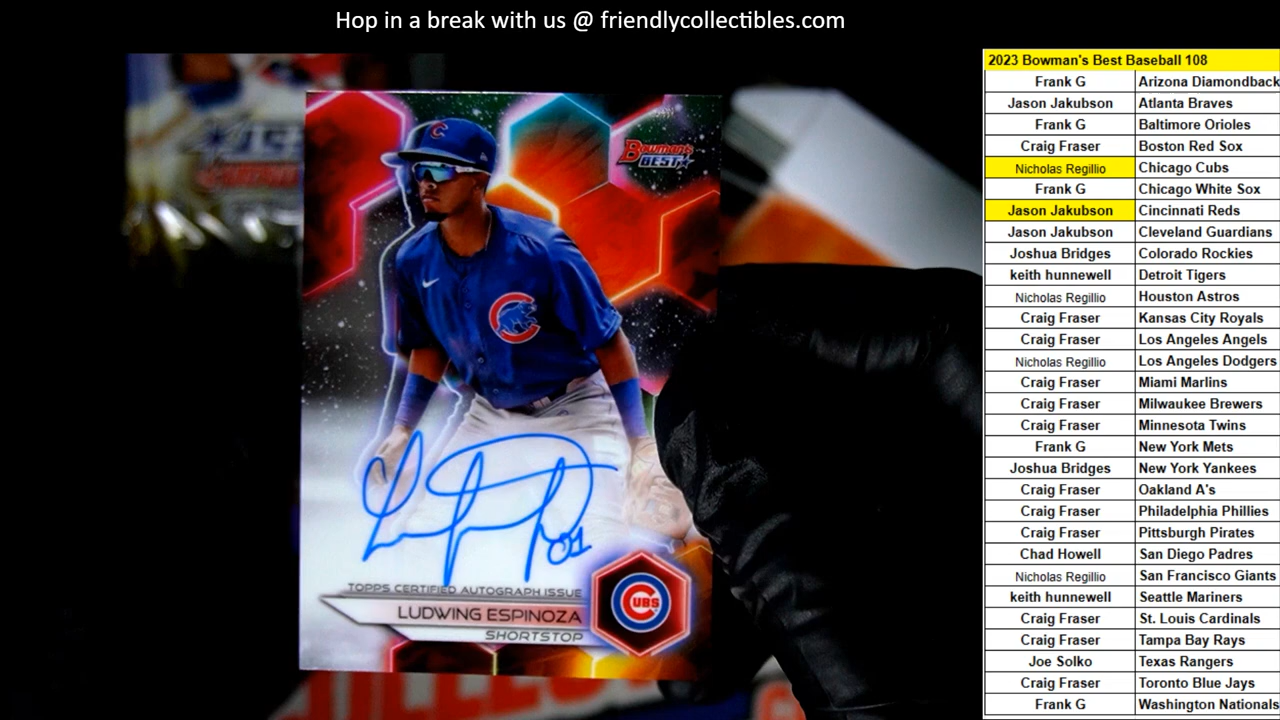 Hop in a break with us @ friendlycollectibles.com
Bowman's
BEST
C
C
TOPPS CERTIFIED AUTOGRAPH ISSUE
LUDWING ESPINOZA
SHORTSTOP
CUBS
01
2023 Bowman's Best Baseball 108
Frank G Arizona Diamondback
Jason Jakubson Atlanta Braves
Frank G Baltimore Orioles
Craig Fraser Boston Red Sox
Nicholas Regillio Chicago Cubs
Frank G Chicago White Sox
Jason Jakubson Cincinnati Reds
Jason Jakubson Cleveland Guardians
Joshua Bridges Colorado Rockies
keith hunnewell Detroit Tigers
Nicholas Regillio Houston Astros
Craig Fraser Kansas City Royals
Craig Fraser Los Angeles Angels
Nicholas Regillio Los Angeles Dodgers
Craig Fraser Miami Marlins
Craig Fraser Milwaukee Brewers
Craig Fraser Minnesota Twins
Frank G New York Mets
Joshua Bridges New York Yankees
Craig Fraser Oakland A's
Craig Fraser Philadelphia Phillies
Craig Fraser Pittsburgh Pirates
Chad Howell San Diego Padres
Nicholas Regillio San Francisco Giants
keith hunnewell Seattle Mariners
Craig Fraser St. Louis Cardinals
Craig Fraser Tampa Bay Rays
Joe Solko Texas Rangers
Craig Fraser Toronto Blue Jays
Frank G Washington Nationals